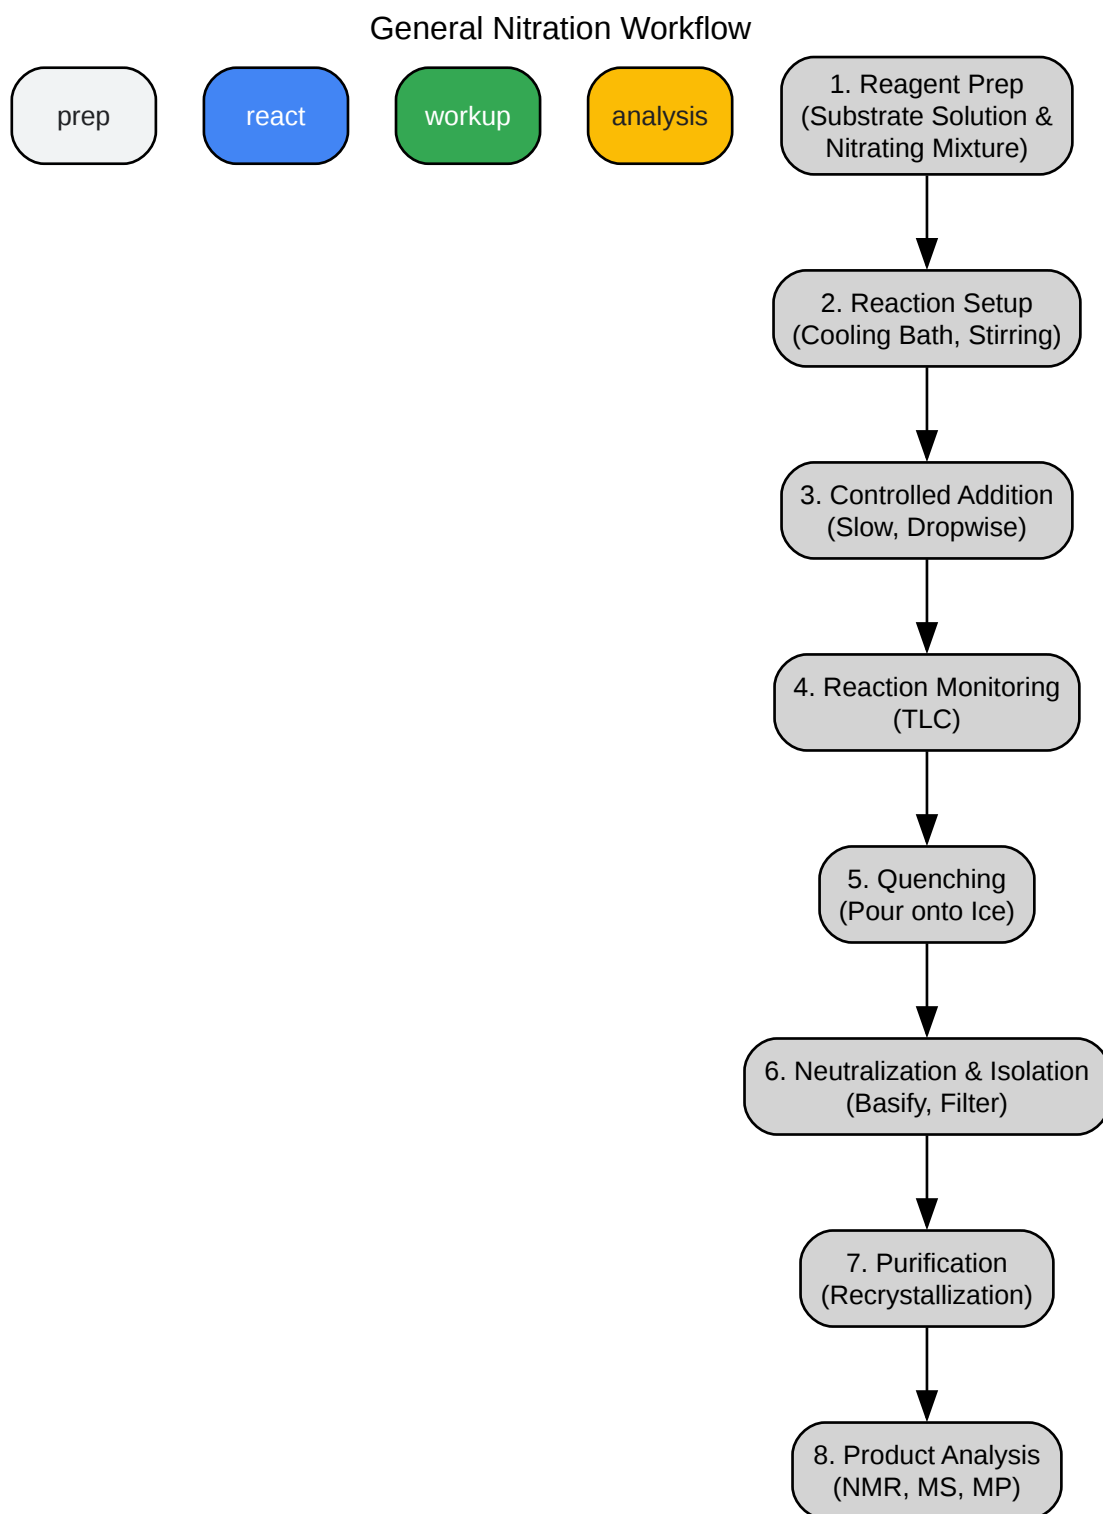 General Nitration Workflow
prep
react
workup
analysis
1. Reagent Prep
(Substrate Solution &
Nitrating Mixture)
2. Reaction Setup
(Cooling Bath, Stirring)
3. Controlled Addition
(Slow, Dropwise)
4. Reaction Monitoring
(TLC)
5. Quenching
(Pour onto Ice)
6. Neutralization & Isolation
(Basify, Filter)
7. Purification
(Recrystallization)
8. Product Analysis
(NMR, MS, MP)